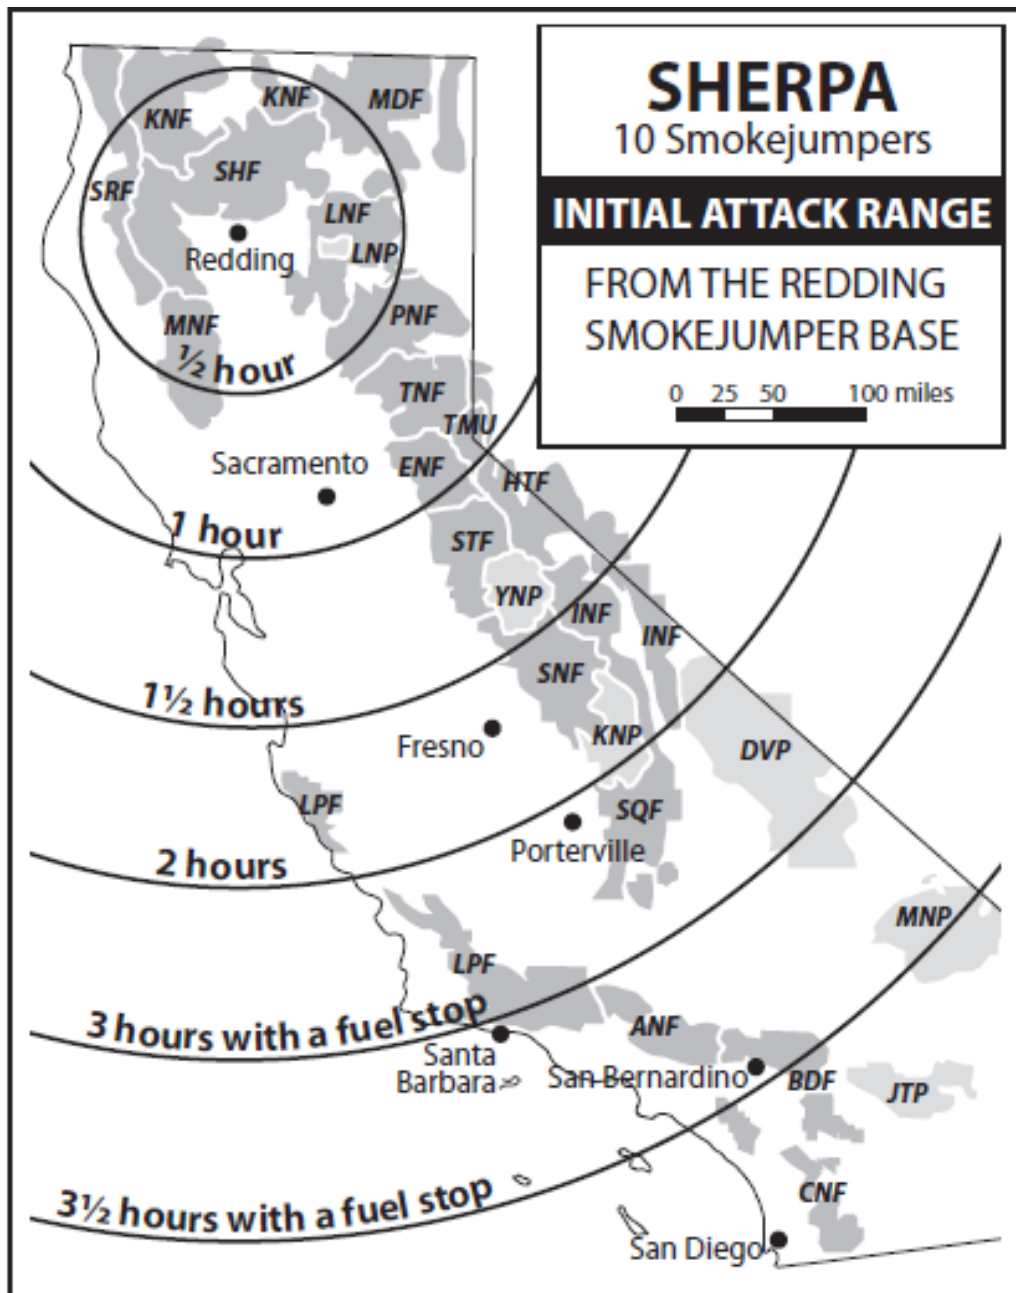 SHERPA
10 Smokejumpers
INITIAL ATTACK RANGE
FROM THE REDDING
SMOKEJUMPER BASE
0 25 50 100 miles
KNF
KNF
MDF
SHF
SRF
LNF
LNP
Redding
MNF
PNF
½ hour
TNF
TMU
Sacramento
ENF
HTF
1 hour
STF
YNP
INF
INF
SNF
1½ hours
Fresno
KNP
DVP
LPF
SQF
Porterville
2 hours
MNP
LPF
3 hours with a fuel stop
ANF
Santa
Barbara
San Bernardino
BDF
JTP
3½ hours with a fuel stop
CNF
San Diego